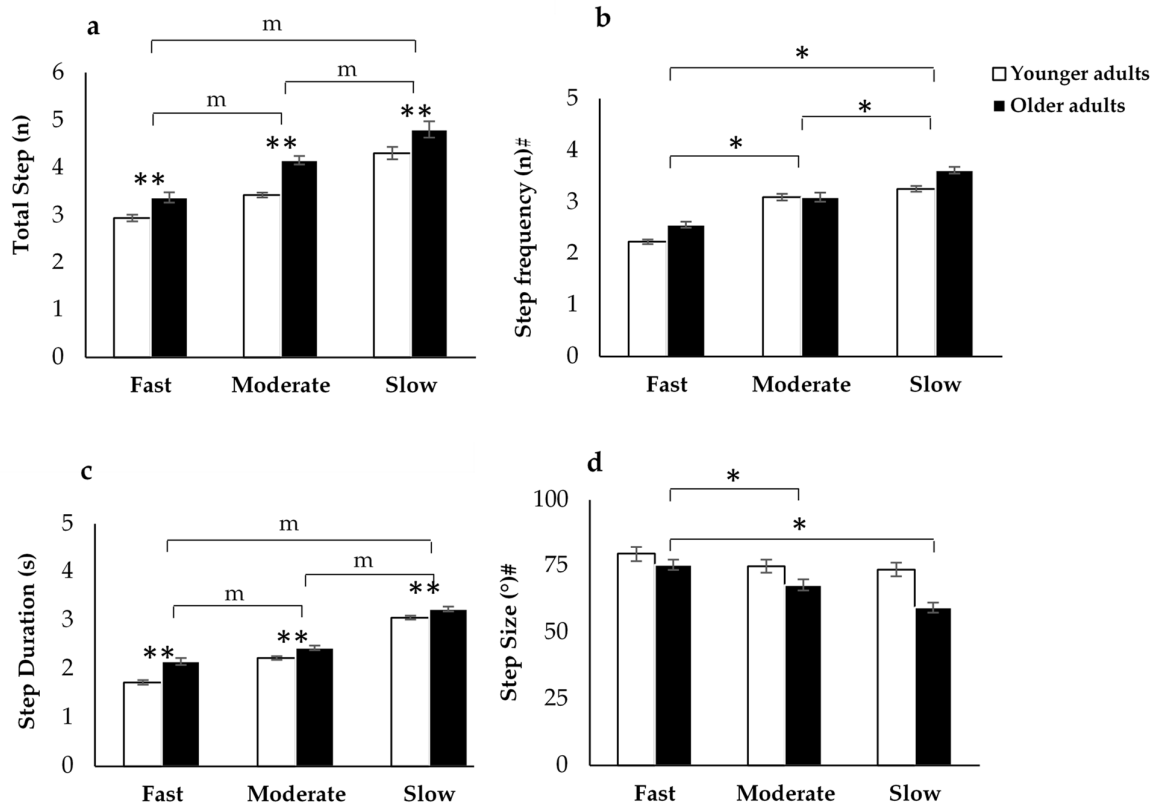 a
m
m
m
**
**
**
Total Step (n)
6
5
4
3
2
1
0
Fast Moderate Slow
b
*
*
*
Step frequency (n)#
5
4
3
2
1
0
Fast Moderate Slow
Younger adults
Older adults
c
m
m
m
**
**
**
Step Duration (s)
5
4
3
2
1
0
Fast Moderate Slow
d
*
*
Step Size (°)#
100
75
50
25
0
Fast Moderate Slow